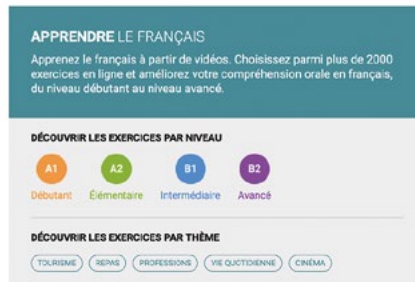 APPRENDRE LE FRANÇAIS
Apprenez le français à partir de vidéos. Choisissez parmi plus de 2000
exercices en ligne et améliorez votre compréhension orale en français,
du niveau débutant au niveau avancé.
DÉCOUVRIR LES EXERCICES PAR NIVEAU
A1 A2 B1 B2
Débutant Élémentaire Intermédiaire Avancé
DÉCOUVRIR LES EXERCICES PAR THÈME
TOURISME REPAS PROFESSIONS VIE QUOTIDIENNE CINÉMA